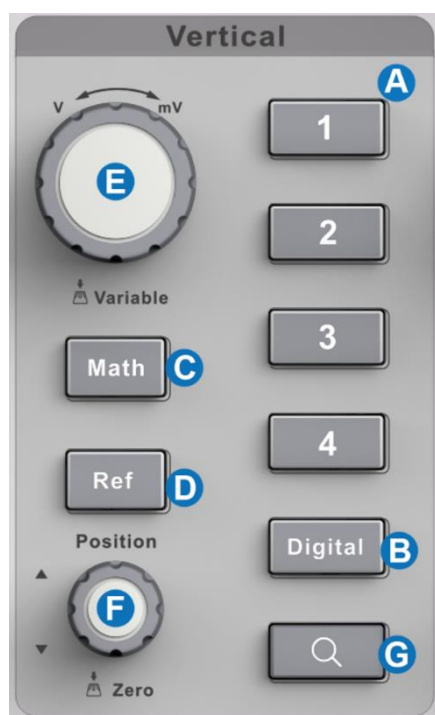 Vertical
A
V mV
1
E
2
Variable
3
Math C
4
Ref D
Position
Digital B
F
G
Zero